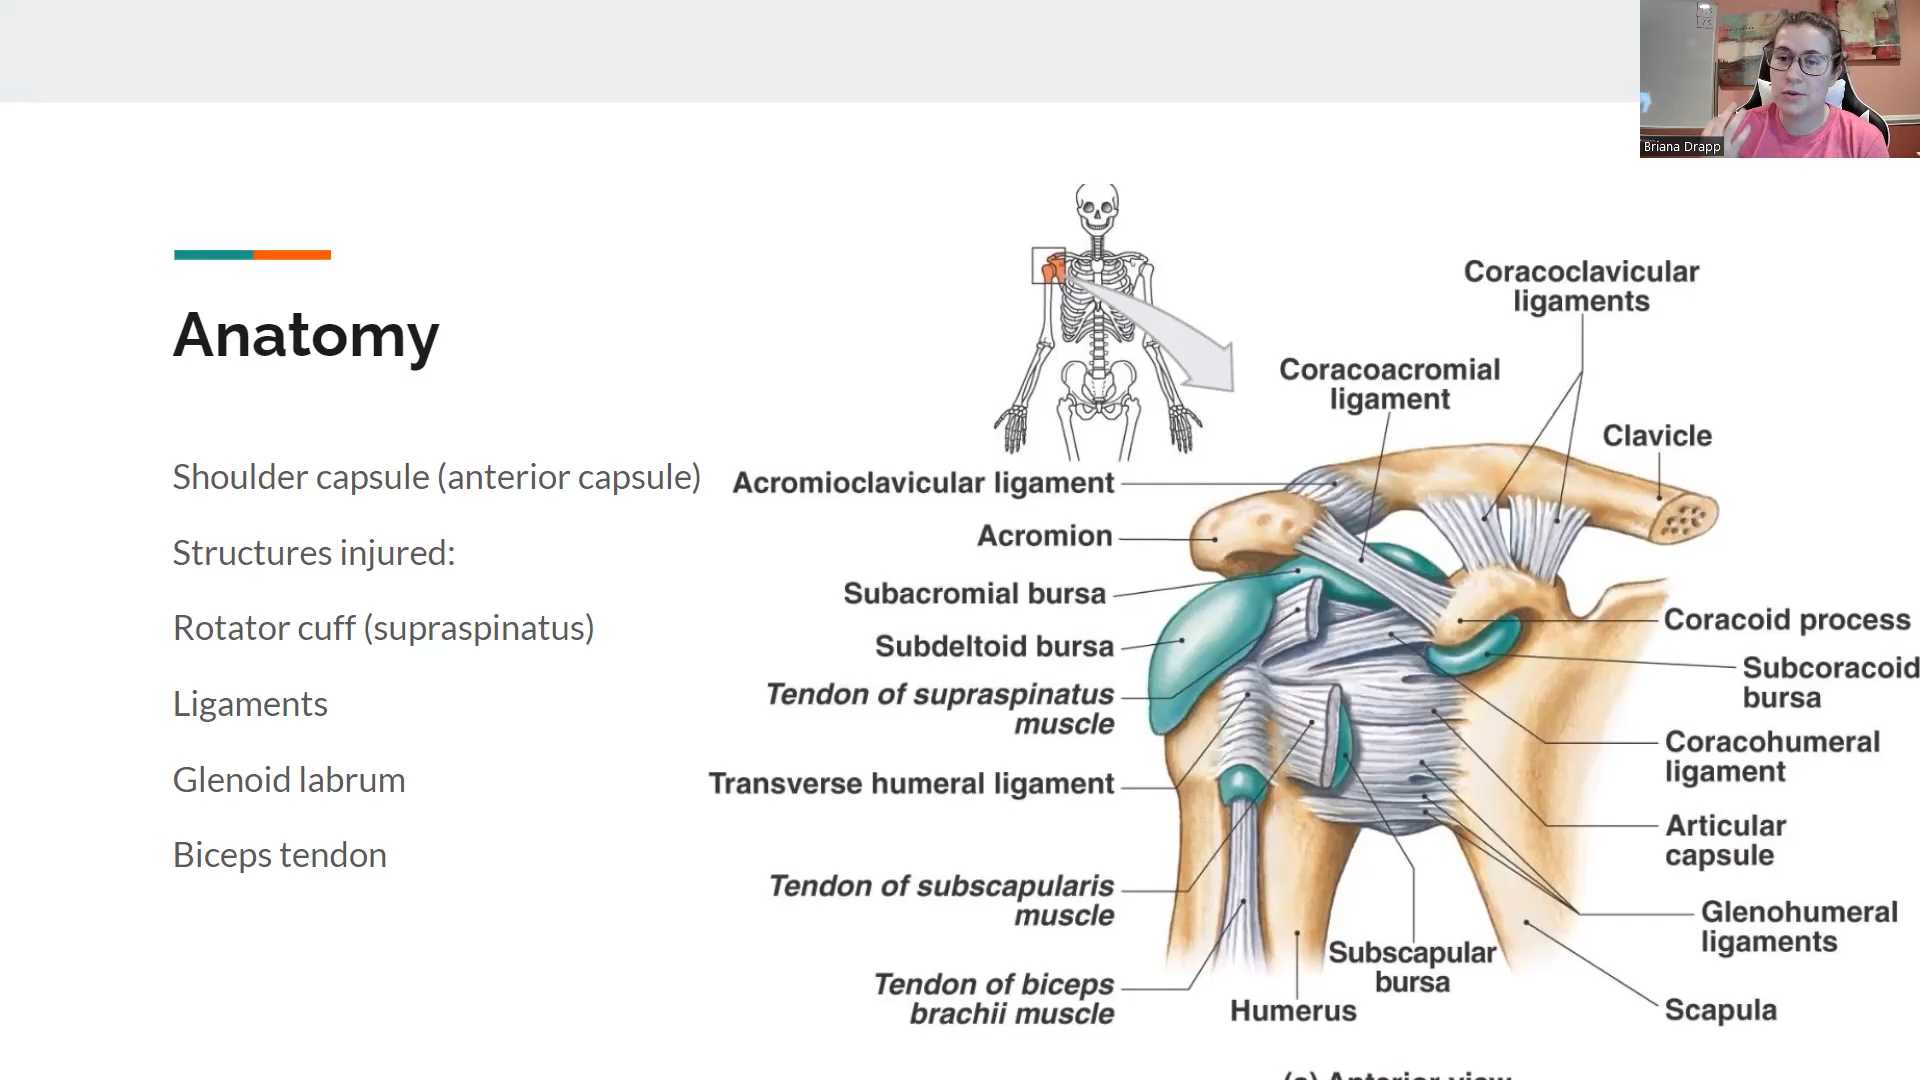 Briana Drapp
Anatomy
Shoulder capsule (anterior capsule)
Structures injured:
Rotator cuff (supraspinatus)
Ligaments
Glenoid labrum
Biceps tendon
Coracoclavicular
ligaments
Coracoacromial
ligament
Clavicle
Acromioclavicular ligament
Acromion
Subacromial bursa
Subdeltoid bursa
Tendon of supraspinatus
muscle
Transverse humeral ligament
Tendon of subscapularis
muscle
Tendon of biceps
brachii muscle
Humerus
Subscapular
bursa
Coracoid process
Subcoracoid
bursa
Coracohumeral
ligament
Articular
capsule
Glenohumeral
ligaments
Scapula
(a) Anterior view